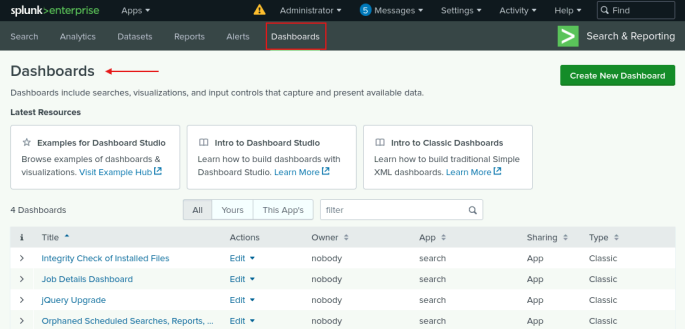 splunk>enterprise Apps Administrator 5 Messages Settings Activity Help Find
Search Analytics Datasets Reports Alerts Dashboards Search & Reporting
Dashboards
Create New Dashboard
Dashboards include searches, visualizations, and input controls that capture and present available data.
Latest Resources
Examples for Dashboard Studio
Browse examples of dashboards &
visualizations. Visit Example Hub
Intro to Dashboard Studio
Learn how to build dashboards with
Dashboard Studio. Learn More
Intro to Classic Dashboards
Learn how to build traditional Simple
XML dashboards. Learn More
4 Dashboards All Yours This App's filter
i Title Actions Owner App Sharing Type
Integrity Check of Installed Files Edit nobody search App Classic
Job Details Dashboard Edit nobody search App Classic
jQuery Upgrade Edit nobody search App Classic
Orphaned Scheduled Searches, Reports, ... Edit nobody search App Classic